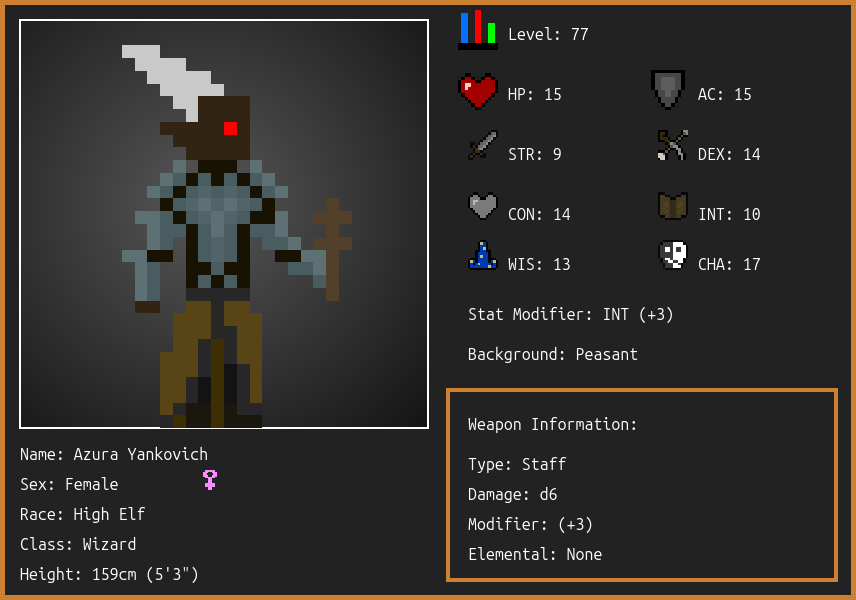 Level: 77
HP: 15
AC: 15
STR: 9
DEX: 14
CON: 14
INT: 10
WIS: 13
CHA: 17
Stat Modifier: INT (+3)
Background: Peasant
Weapon Information:
Type: Staff
Damage: d6
Modifier: (+3)
Elemental: None
Name: Azura Yankovich
Sex: Female
Race: High Elf
Class: Wizard
Height: 159cm (5'3")